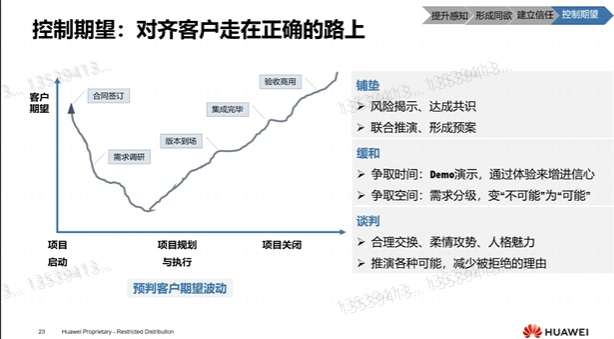 提升感知
形成同欲
建立信任
控制期望
控制期望：对齐客户走在正确的路上
客户
期望
合同签订
需求调研
版本到场
集成完毕
验收商用
项目
启动
项目规划
与执行
项目关闭
预判客户期望波动
铺垫
➢ 风险揭示、达成共识
➢ 联合推演、形成预案
缓和
➢ 争取时间：Demo演示，通过体验来增进信心
➢ 争取空间：需求分级，变“不可能”为“可能”
谈判
➢ 合理交换、柔情攻势、人格魅力
➢ 推演各种可能，减少被拒绝的理由
23 Huawei Proprietary - Restricted Distribution
HUAWEI